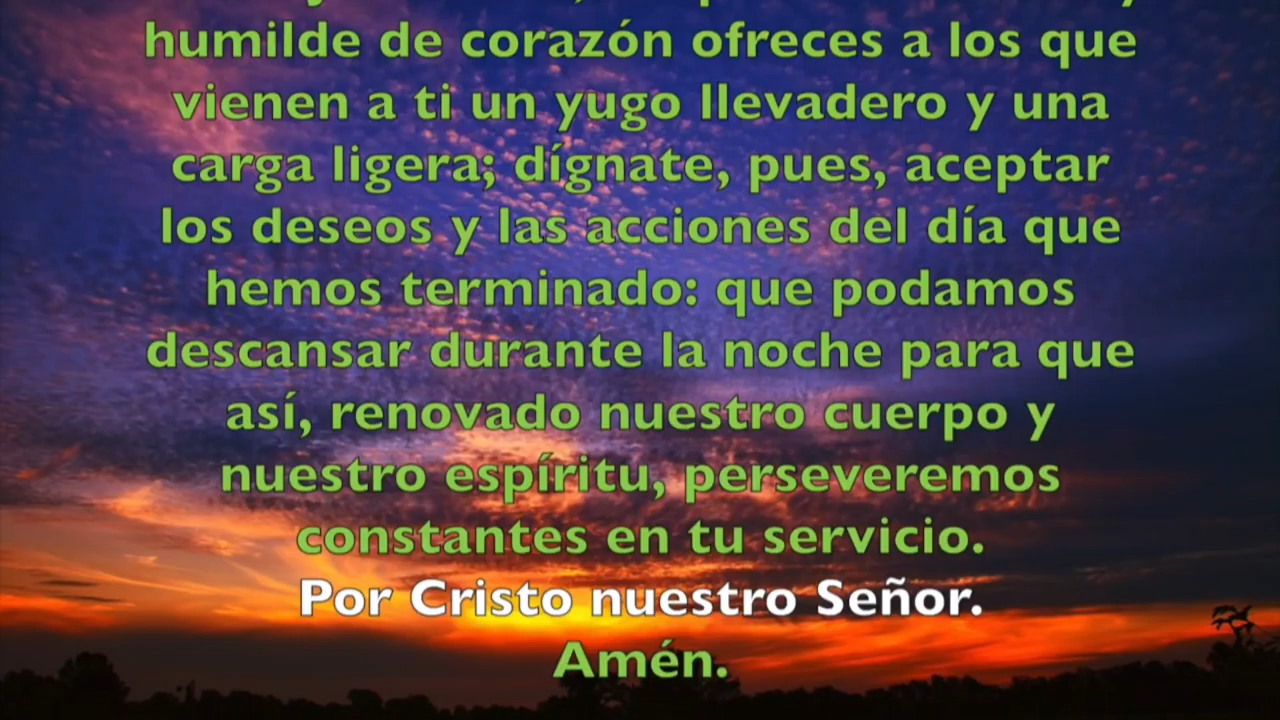 humilde de corazón ofreces a los que
vienen a ti un yugo llevadero y una
carga ligera; dígnate, pues, aceptar
los deseos y las acciones del día que
hemos terminado: que podamos
descansar durante la noche para que
así, renovado nuestro cuerpo y
nuestro espíritu, perseveremos
constantes en tu servicio.
Por Cristo nuestro Señor.
Amén.